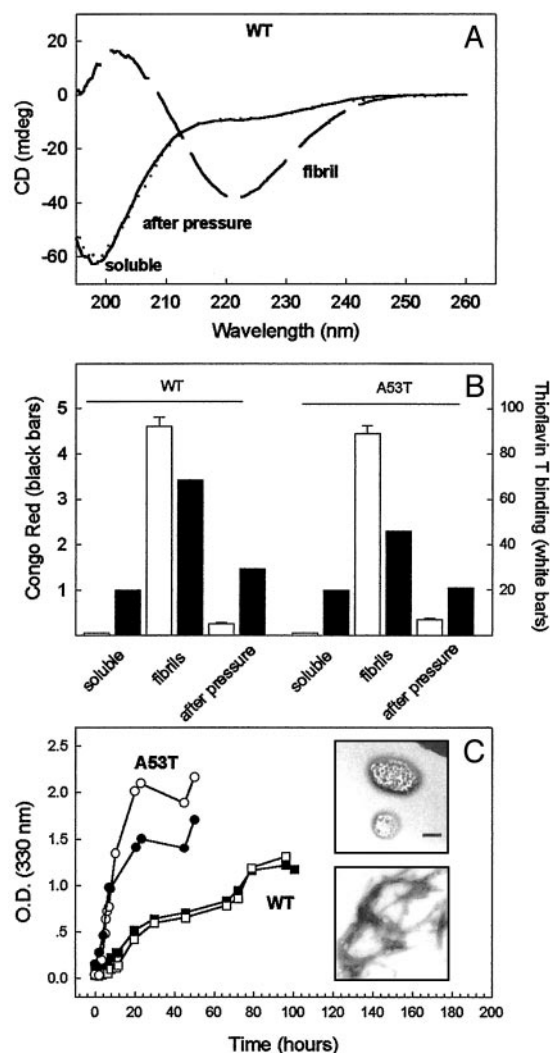 WT
A
CD (mdeg)
20
0
-20
-40
-60
fibril
after pressure
soluble
200 210 220 230 240 250 260
Wavelength (nm)
WT
A53T
B
Congo Red (black bars)
5
4
3
2
1
Thioflavin T binding
(white bar's)
100
80
60
40
20
soluble
fibrils
after pressure
soluble
fibrils
after pressure
C
O.D. (330 nm)
2.5
2.0
1.5
1.0
0.5
0.0
A53T
WT
0 20 40 60 80 100 120 140 160 180 200
Time (hours)